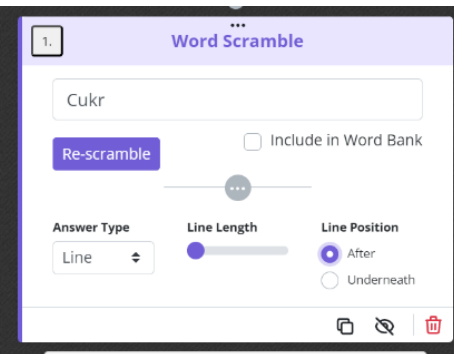 1.
Word Scramble
Cukr
Re-scramble
Include in Word Bank
Answer Type
Line Length
Line Position
Line
After
Underneath